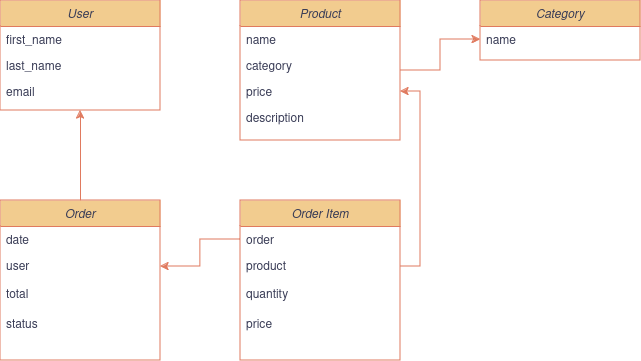 User
first_name
last_name
email
Product
name
category
price
description
Category
name
Order
date
user
total
status
Order Item
order
product
quantity
price